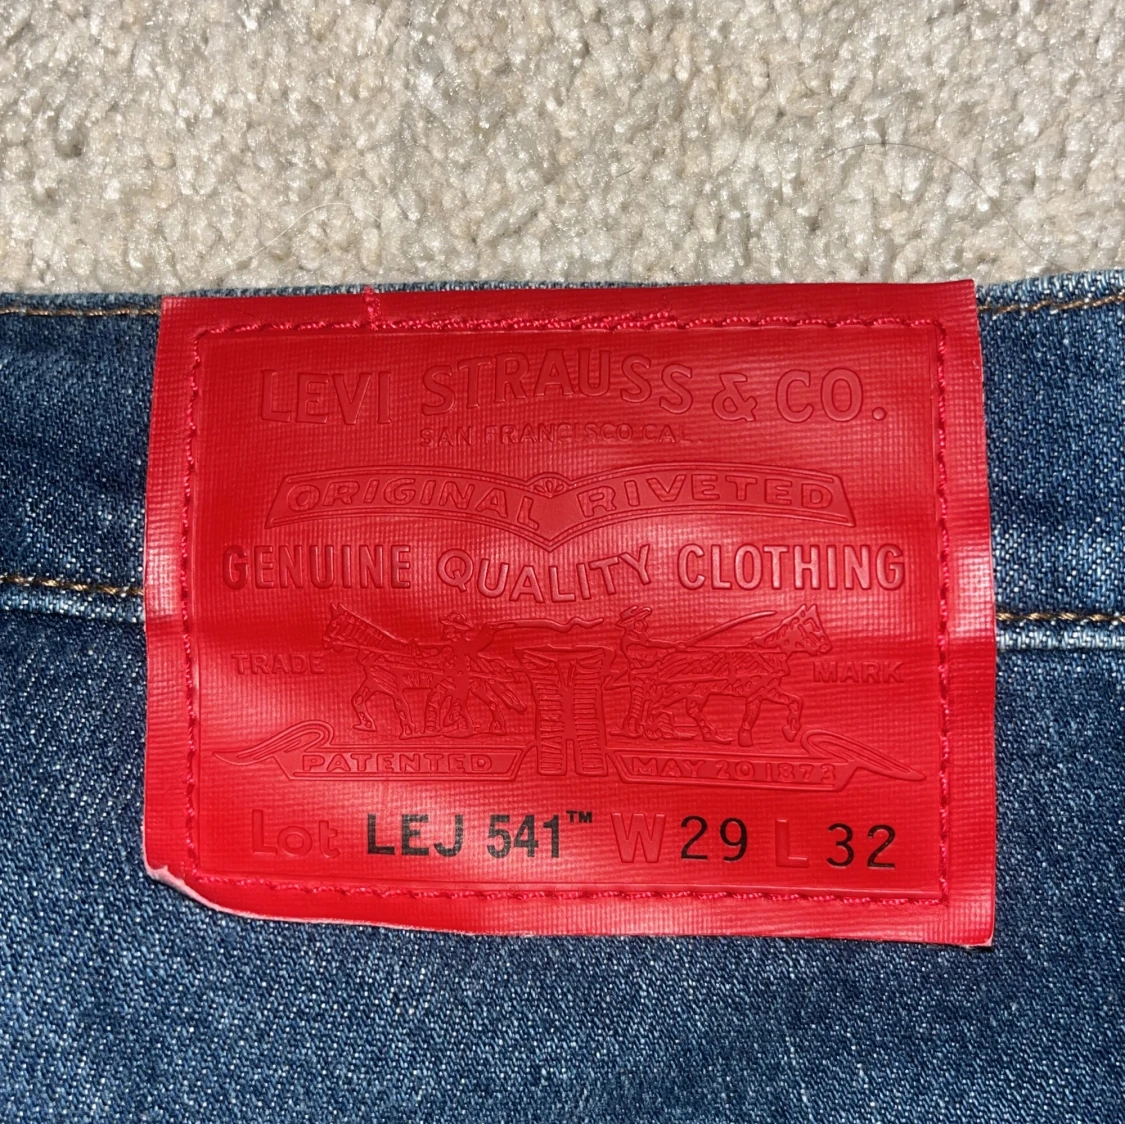 LEVI STRAUSS & CO.
SAN FRANCISCO CAL.
ORIGINAL RIVETED
GENUINE QUALITY CLOTHING
TRADE MARK
PATENTED MAY 20 1873
Lot LEJ 541™ W 29 L 32